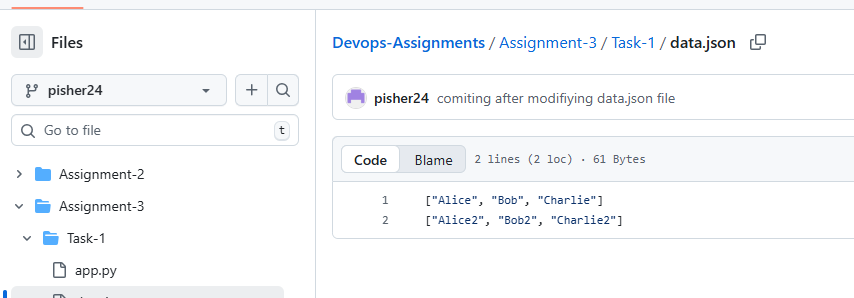 Files
pisher24
Go to file
t
Assignment-2
Assignment-3
Task-1
app.py
Devops-Assignments / Assignment-3 / Task-1 / data.json
pisher24 comiting after modifiying data.json file
Code Blame 2 lines (2 loc) · 61 Bytes
1 ["Alice", "Bob", "Charlie"]
2 ["Alice2", "Bob2", "Charlie2"]